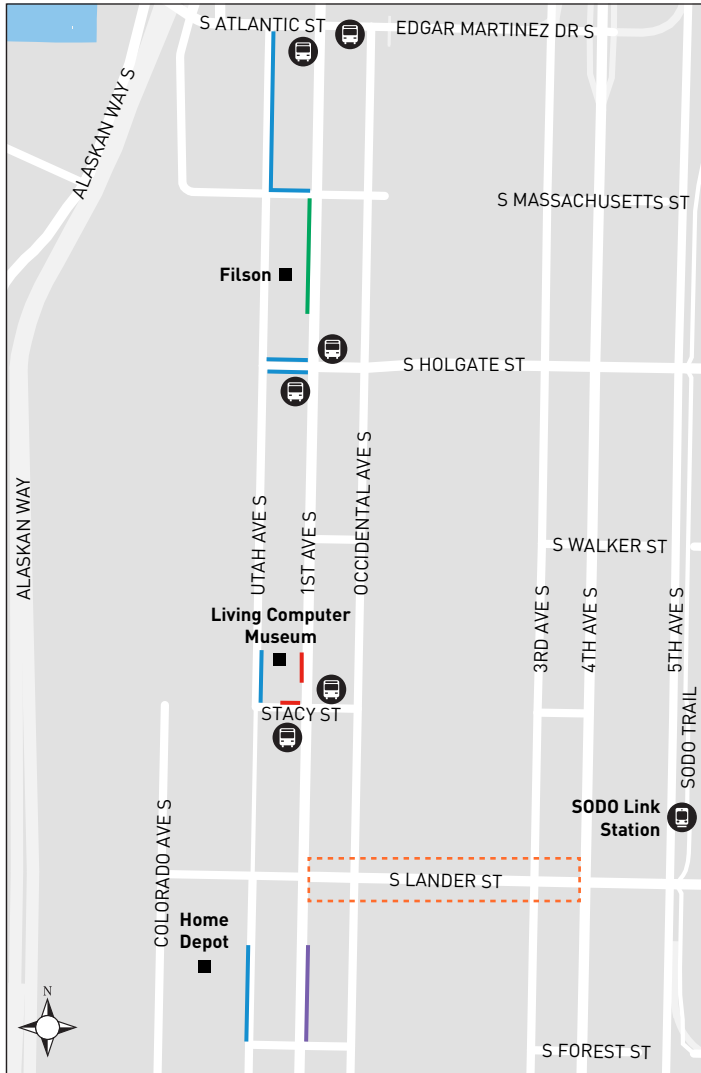 S ATLANTIC ST
EDGAR MARTINEZ DR S
ALASKAN WAY S
S MASSACHUSETTS ST
Filson
S HOLGATE ST
ALASKAN WAY
UTAH AVE S
1ST AVE S
OCCIDENTAL AVE S
S WALKER ST
3RD AVE S
4TH AVE S
5TH AVE S
Living Computer
Museum
STACY ST
SODO TRAIL
SODO Link
Station
COLORADO AVE S
S LANDER ST
Home
Depot
N
S FOREST ST